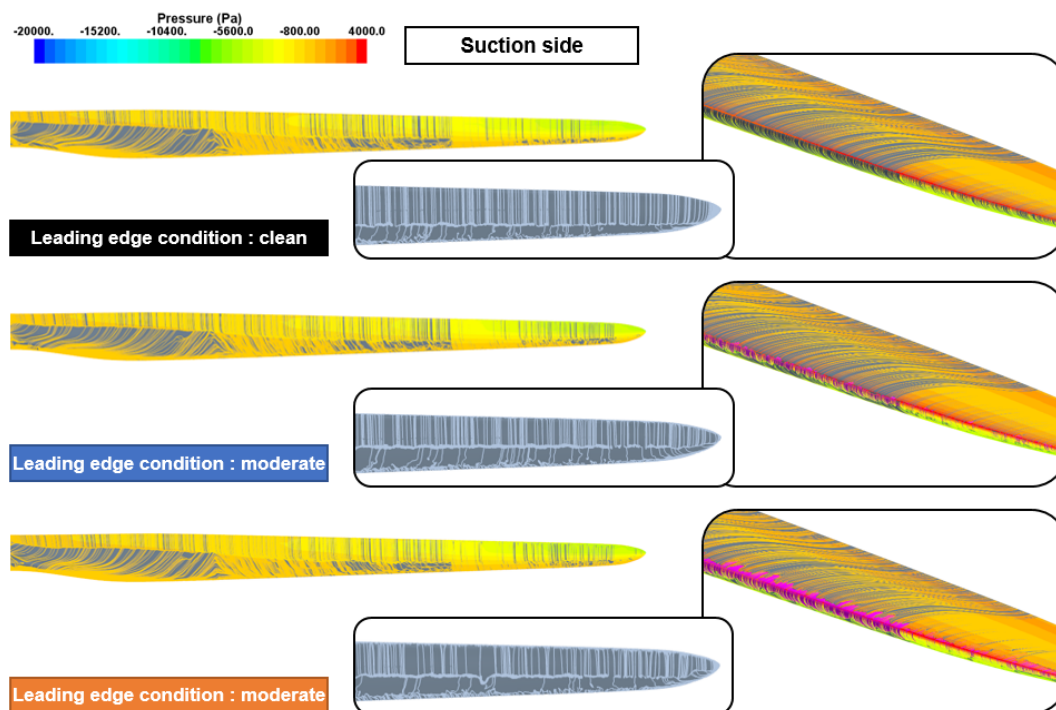 Pressure (Pa)
-20000. -15200. -10400. -5600.0 -800.00 4000.0
Suction side
Leading edge condition : clean
Leading edge condition : moderate
Leading edge condition : moderate